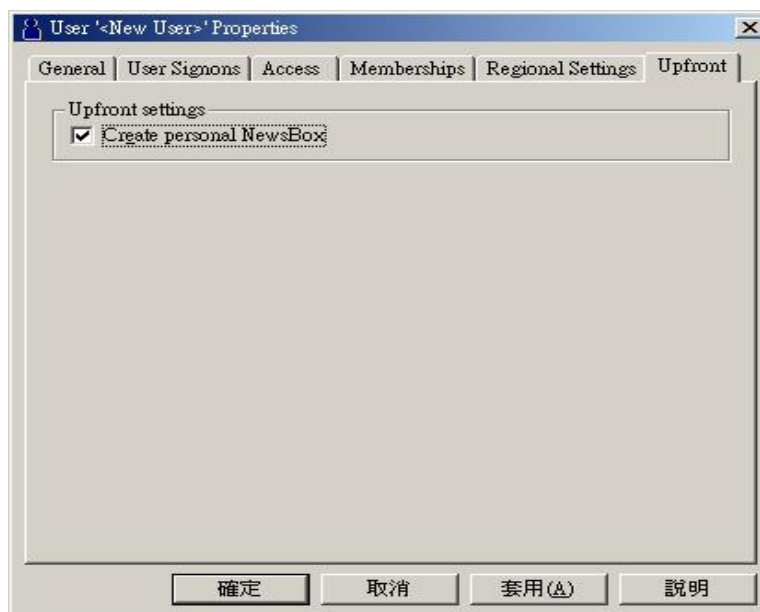 User '<New User>' Properties
General User Signons Access Memberships Regional Settings Upfront
Upfront settings
Create personal NewsBox
確定 取消 套用(A) 說明